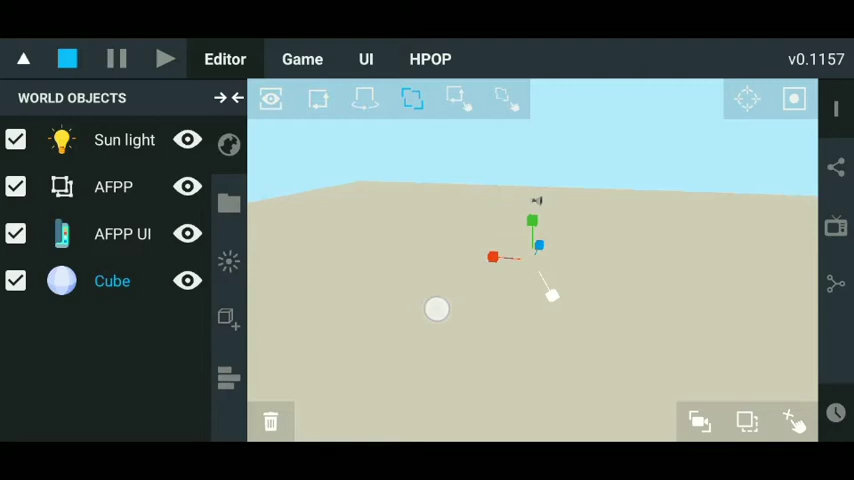 Editor
Game
UI
HPOP
v0.1157
WORLD OBJECTS
Sun light
AFPP
AFPP UI
Cube